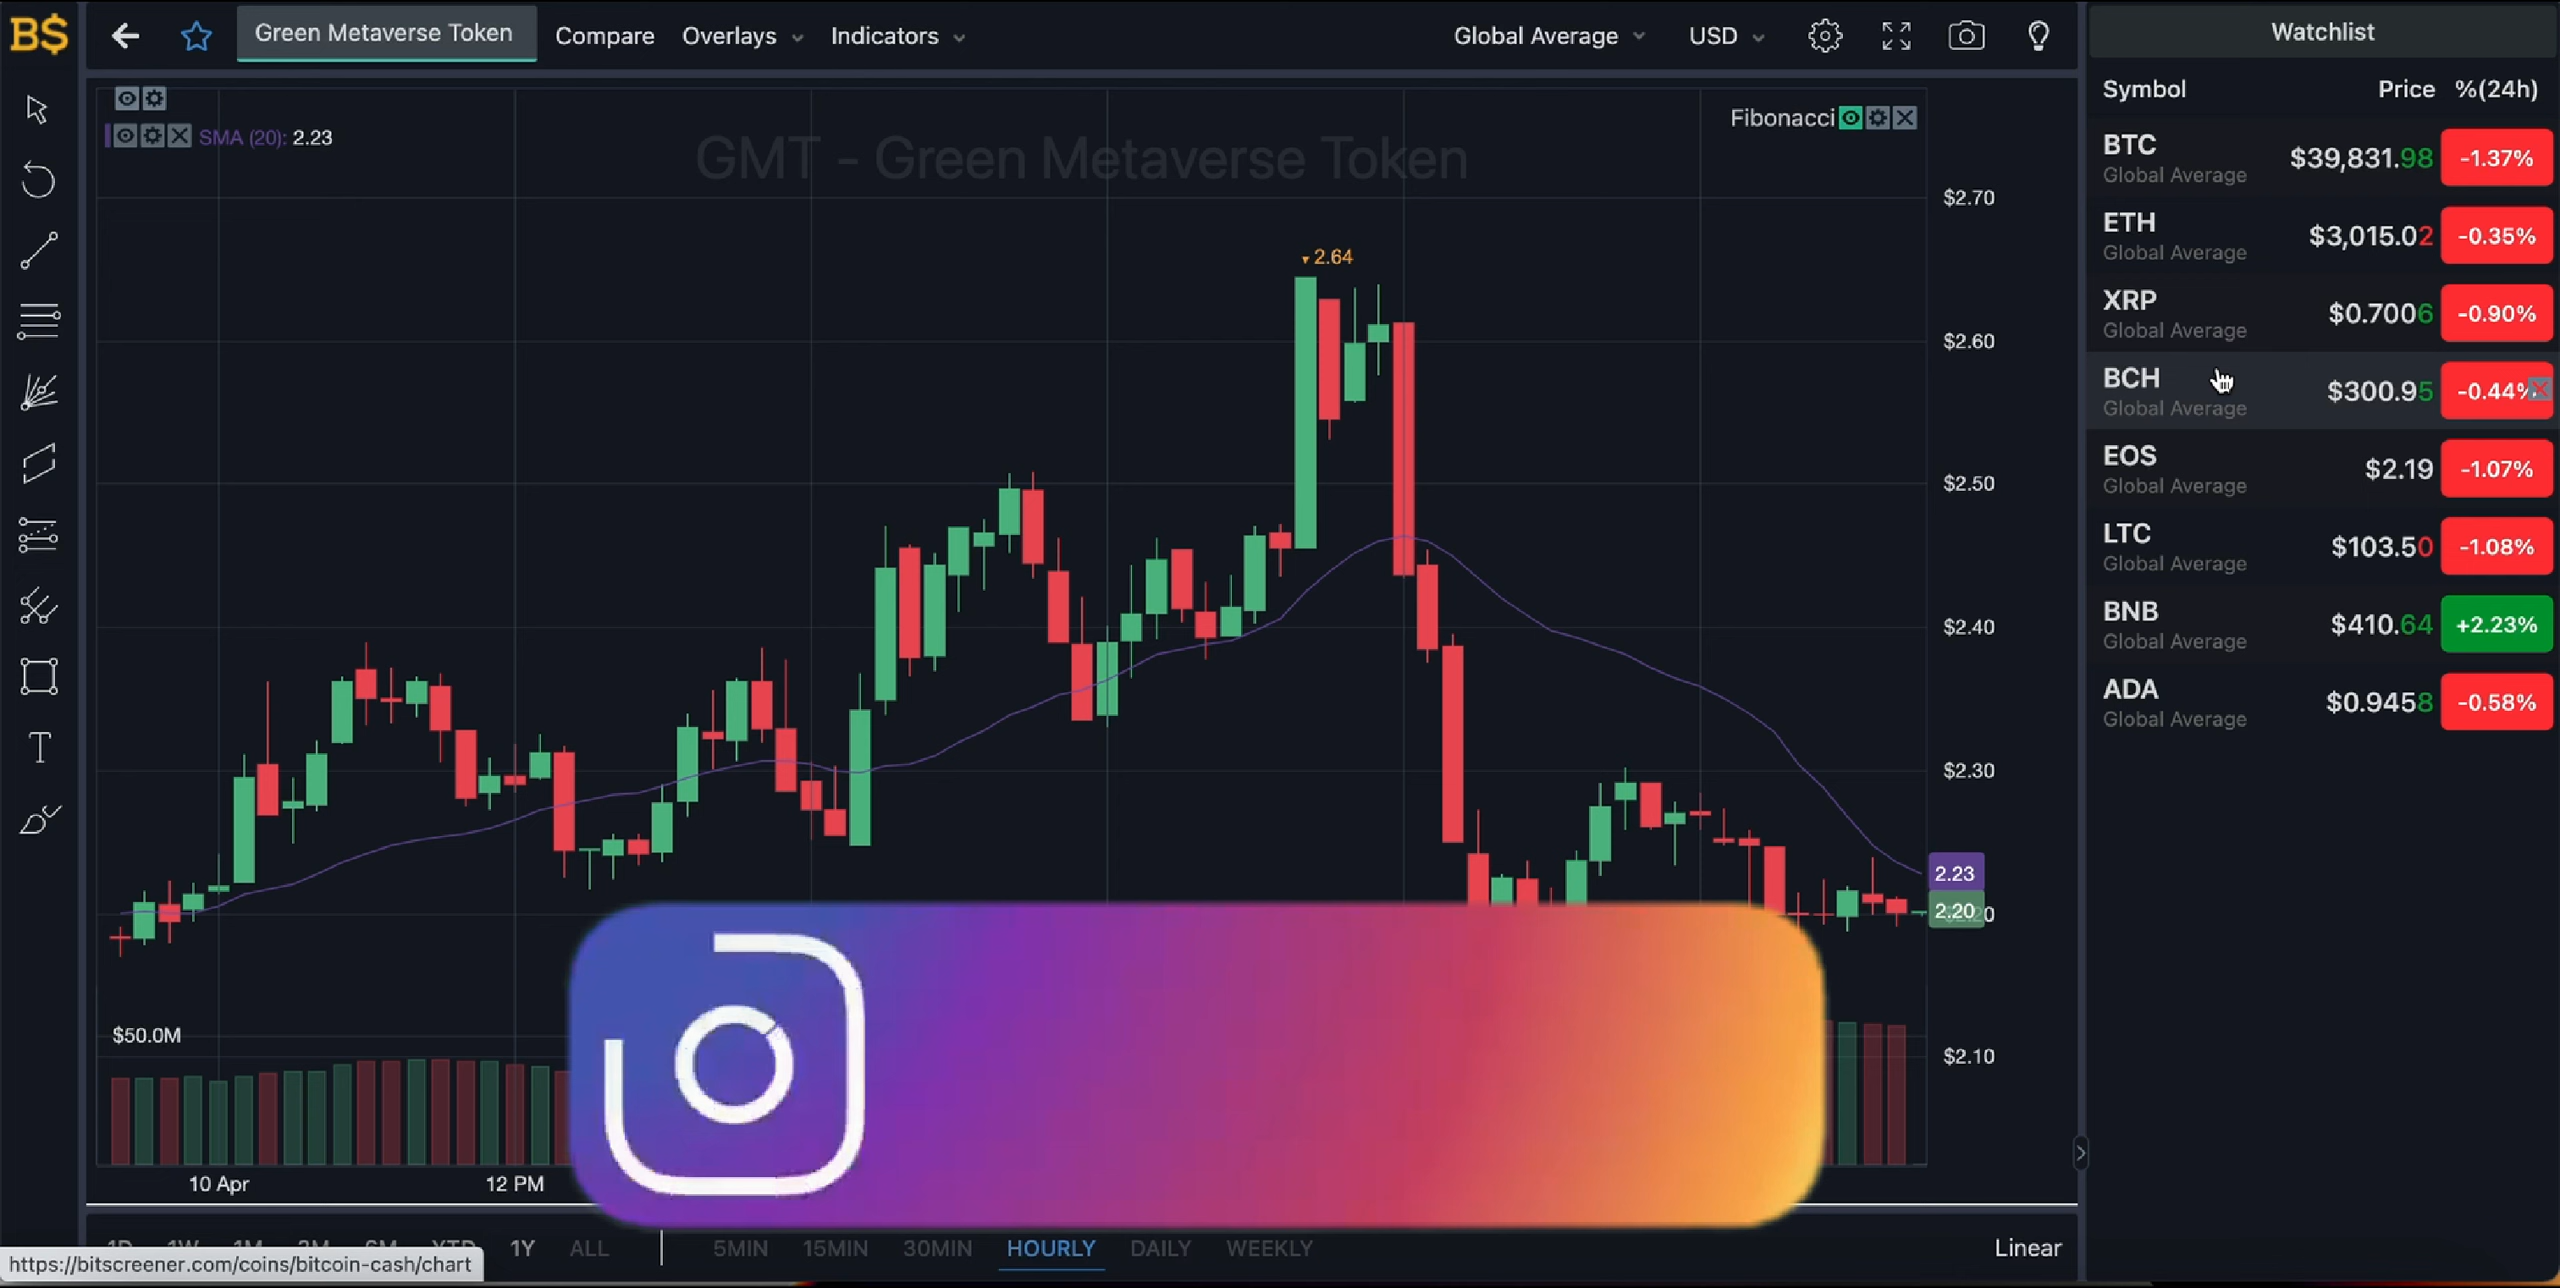 B$
Green Metaverse Token
Compare
Overlays
Indicators
Global Average
USD
Watchlist
Symbol
Price
%(24h)
SMA (20): 2.23
GMT - Green Metaverse Token
Fibonacci
2.64
$2.70
$2.60
$2.50
$2.40
$2.30
2.23
2.20
$2.10
$50.0M
10 Apr
12 PM
BTC
Global Average
$39,831.98
-1.37%
ETH
Global Average
$3,015.02
-0.35%
XRP
Global Average
$0.7006
-0.90%
BCH
Global Average
$300.95
-0.44%
EOS
Global Average
$2.19
-1.07%
LTC
Global Average
$103.50
-1.08%
BNB
Global Average
$410.64
+2.23%
ADA
Global Average
$0.9458
-0.58%
1Y
ALL
5MIN
15MIN
30MIN
HOURLY
DAILY
WEEKLY
Linear
https://bitscreener.com/coins/bitcoin-cash/chart